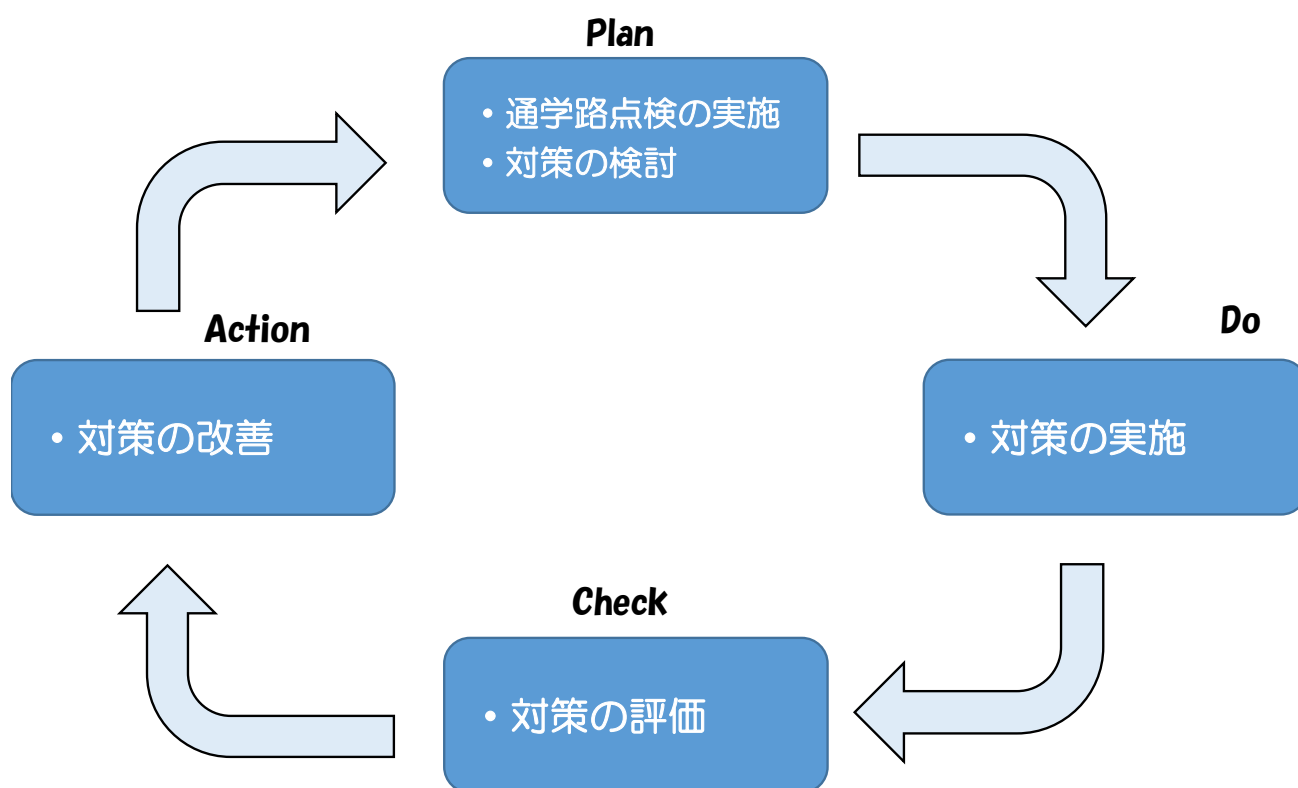 Plan
・通学路点検の実施
・対策の検討
Do
・対策の実施
Check
・対策の評価
Action
・対策の改善